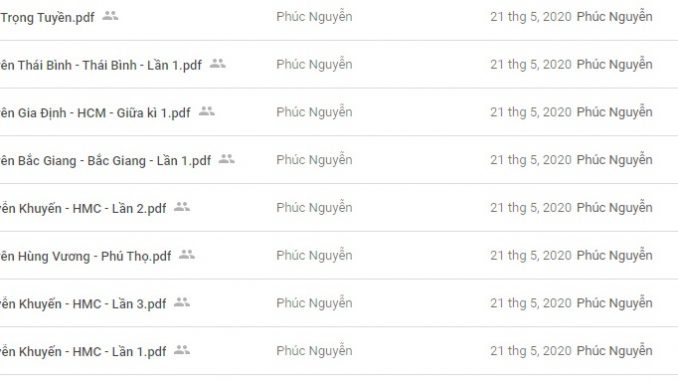 Trọng Tuyền.pdf Phúc Nguyễn 21 thg 5, 2020 Phúc Nguyễn
ên Thái Bình - Thái Bình - Lần 1.pdf Phúc Nguyễn 21 thg 5, 2020 Phúc Nguyễn
ên Gia Định - HCM - Giữa kì 1.pdf Phúc Nguyễn 21 thg 5, 2020 Phúc Nguyễn
ên Bắc Giang - Bắc Giang - Lần 1.pdf Phúc Nguyễn 21 thg 5, 2020 Phúc Nguyễn
yễn Khuyến - HMC - Lần 2.pdf Phúc Nguyễn 21 thg 5, 2020 Phúc Nguyễn
ên Hùng Vương - Phú Thọ.pdf Phúc Nguyễn 21 thg 5, 2020 Phúc Nguyễn
yễn Khuyến - HMC - Lần 3.pdf Phúc Nguyễn 21 thg 5, 2020 Phúc Nguyễn
yễn Khuyến - HMC - Lần 1.pdf Phúc Nguyễn 21 thg 5, 2020 Phúc Nguyễn